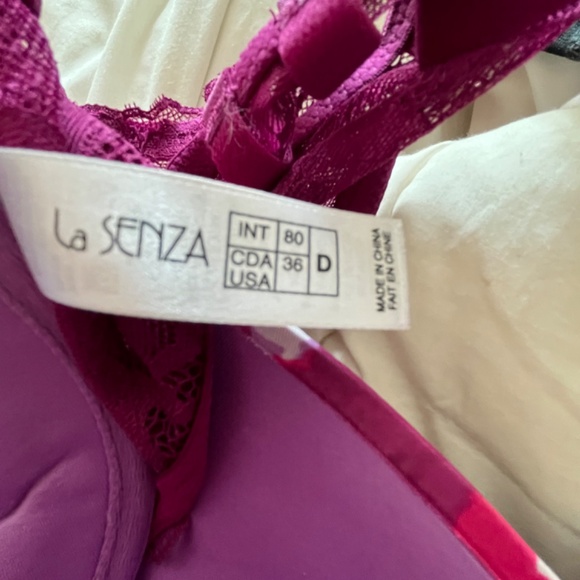 La SENZA
INT 80
CDA 36 D
USA
MADE IN CHINA
FAIT EN CHINE